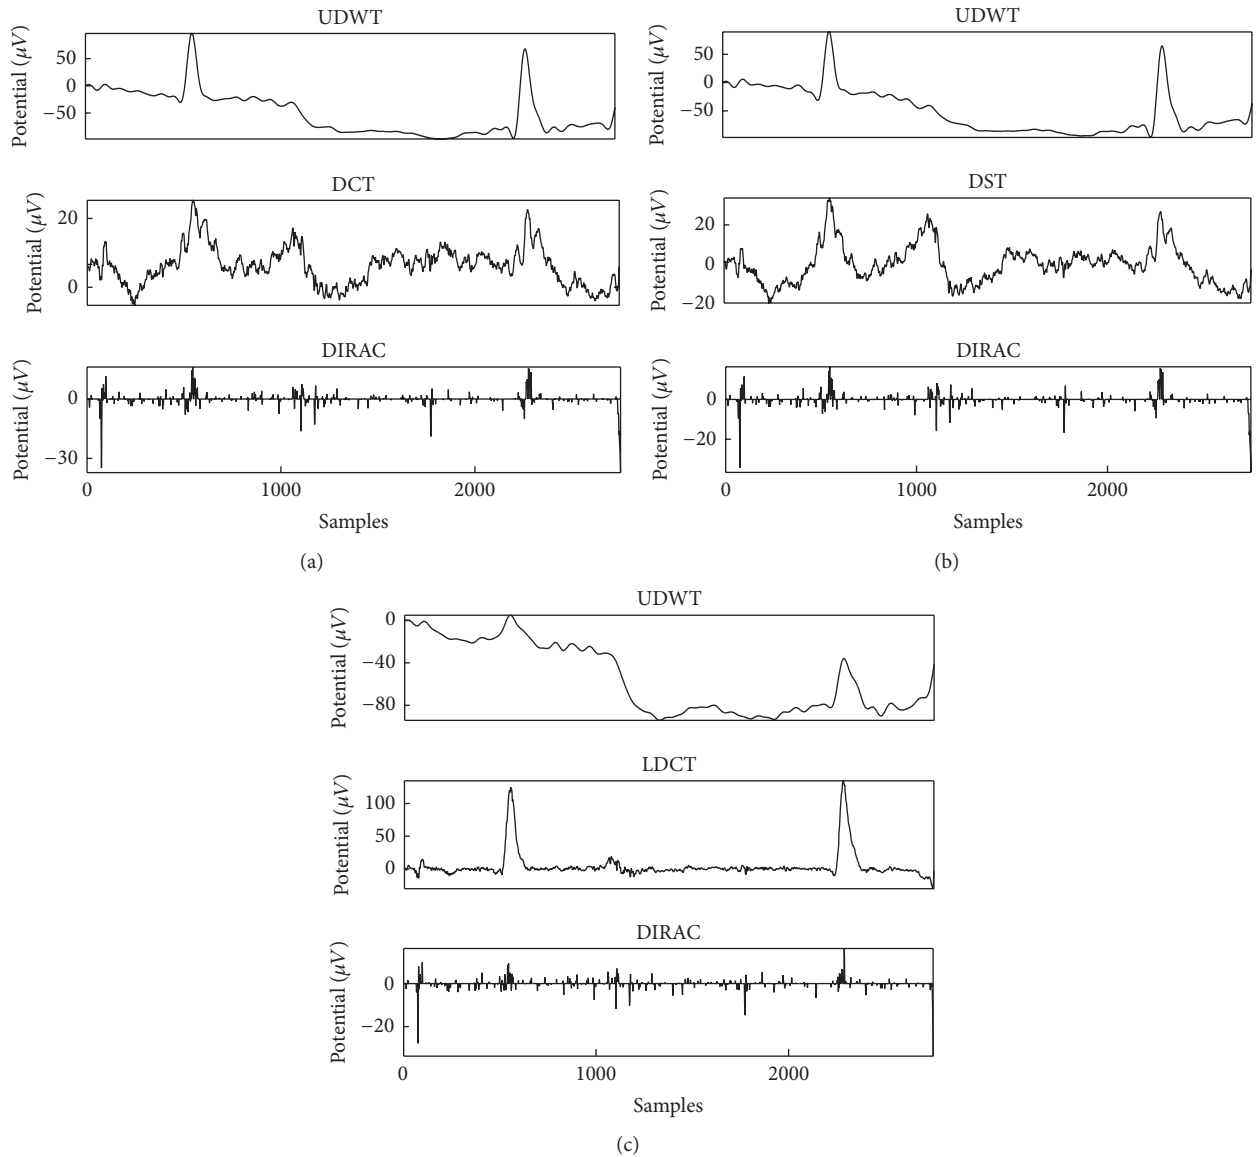 UDWT
Potential (μV)
50
0
−50
DCT
Potential (μV)
20
0
DIRAC
Potential (μV)
0
−30
0 1000 2000
Samples
(a)
UDWT
Potential (μV)
50
0
−50
DST
Potential (μV)
20
0
−20
DIRAC
Potential (μV)
0
−20
0 1000 2000
Samples
(b)
UDWT
Potential (μV)
0
−40
−80
LDCT
Potential (μV)
100
50
0
DIRAC
Potential (μV)
0
−20
0 1000 2000
Samples
(c)